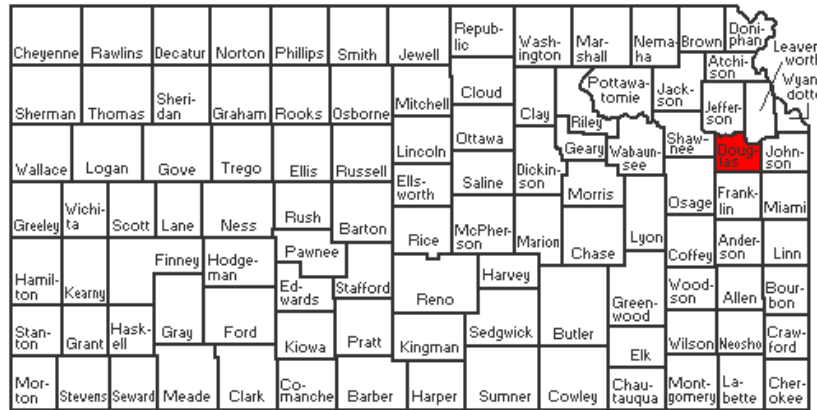 Cheyenne
Rawlins
Decatur
Norton
Phillips
Smith
Jewell
Repub-
lic
Wash-
ington
Mar-
shall
Nema-
ha
Brown
Doni-
phan
Leaven
worth
Wyan
dotte
Atchi-
son
Sherman
Thomas
Sheri-
dan
Graham
Rooks
Osborne
Mitchell
Cloud
Clay
Riley
Pottawa-
tomie
Jack-
son
Jeffer-
son
Wallace
Logan
Gove
Trego
Ellis
Russell
Lincoln
Ottawa
Saline
Dickin-
son
Geary
Wabaun-
see
Shaw-
nee
Doug-
las
John-
son
Ells-
worth
Morris
Osage
Frank-
lin
Miami
Greeley
Wichi-
ta
Scott
Lane
Ness
Rush
Barton
Rice
McPher-
son
Marion
Chase
Lyon
Coffey
Ander-
son
Linn
Hamil-
ton
Kearny
Finney
Hodge-
man
Pawnee
Ed-
wards
Stafford
Reno
Harvey
Green-
wood
Wood-
son
Allen
Bour-
bon
Stan-
ton
Grant
Hask-
ell
Gray
Ford
Kiowa
Pratt
Kingman
Sedgwick
Butler
Elk
Wilson
Neosho
Craw-
ford
Mor-
ton
Stevens
Seward
Meade
Clark
Co-
manche
Barber
Harper
Sumner
Cowley
Chau-
tauqua
Mont-
gomery
La-
bette
Cher-
okee